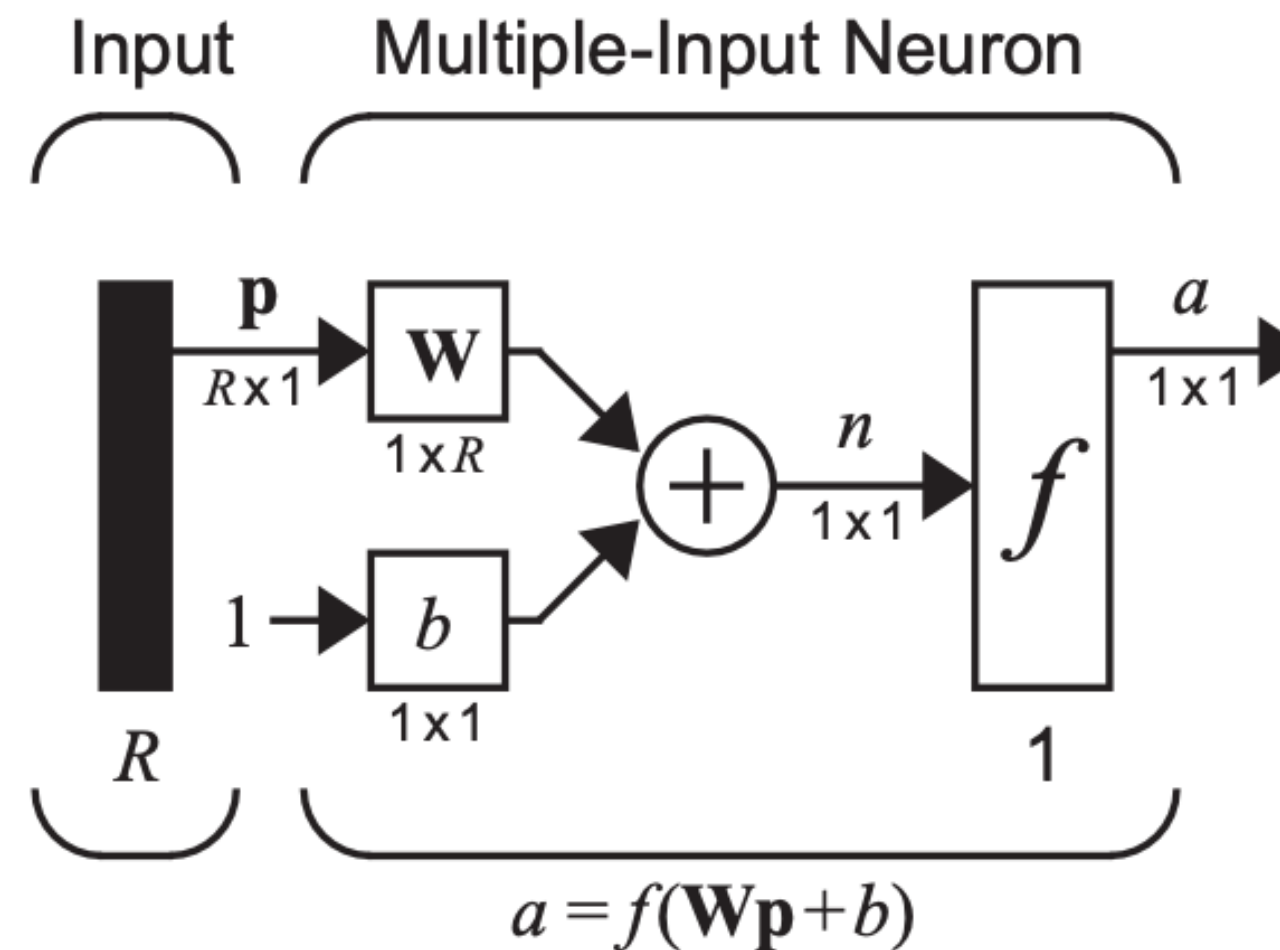 Input Multiple-Input Neuron
p a
W
R x 1 1 x 1
1 x R
n
+
1 x 1
f
1 b
1 x 1
R 1
a = f(Wp+b)